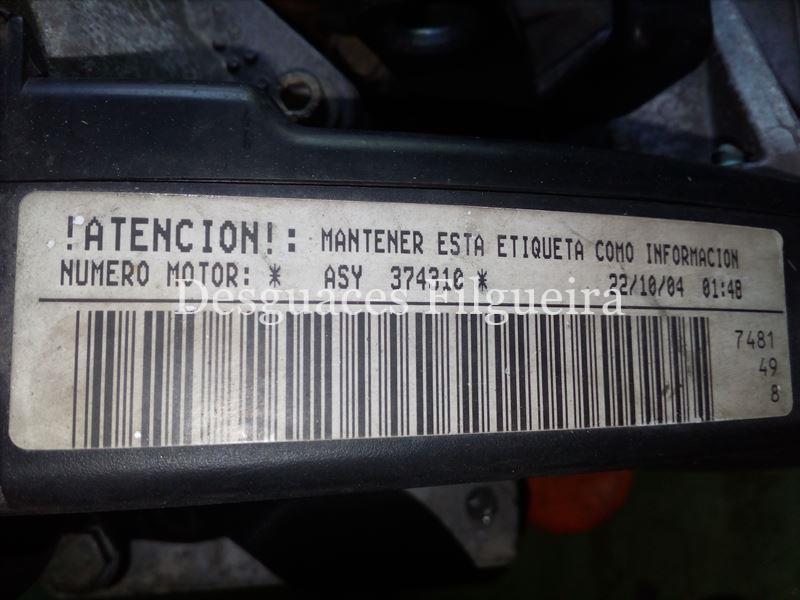 !ATENCION!: MANTENER ESTA ETIQUETA COMO INFORMACION
NUMERO MOTOR: * ASY 374310 * 22/10/04 01:48
Desguaces Filgueira
7481
49
8